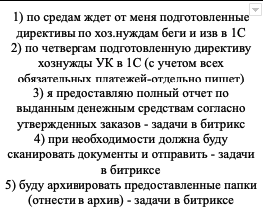 1) по средам ждет от меня подготовленные
директивы по хоз.нуждам беги и изв в 1С
2) по четвергам подготовленную директиву
хознужды УК в 1С (с учетом всех
обязательных платежей-отдельно пишет)
3) я предоставляю полный отчет по
выданным денежным средствам согласно
утвержденных заказов - задачи в битрикс
4) при необходимости должна буду
сканировать документы и отправить - задачи
в битриксе
5) буду архивировать предоставленные папки
(отнести в архив) - задачи в битриксе